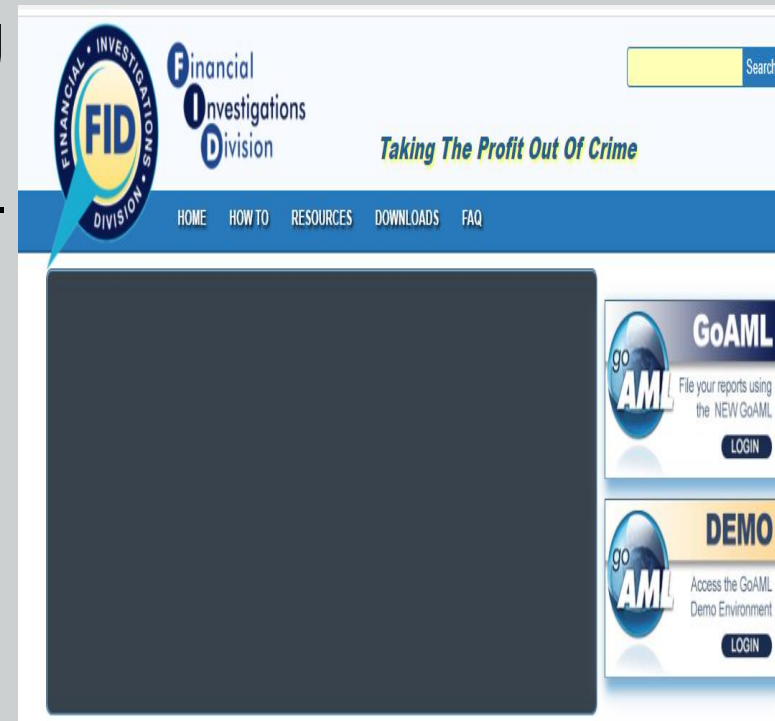 FINANCIAL • INVESTIGATIONS • DIVISION
FID
Financial
Investigations
Division
Search
Taking The Profit Out Of Crime
HOME HOW TO RESOURCES DOWNLOADS FAQ
go
AML
GoAML
File your reports using
the NEW GoAML
LOGIN
go
AML
DEMO
Access the GoAML
Demo Environment
LOGIN